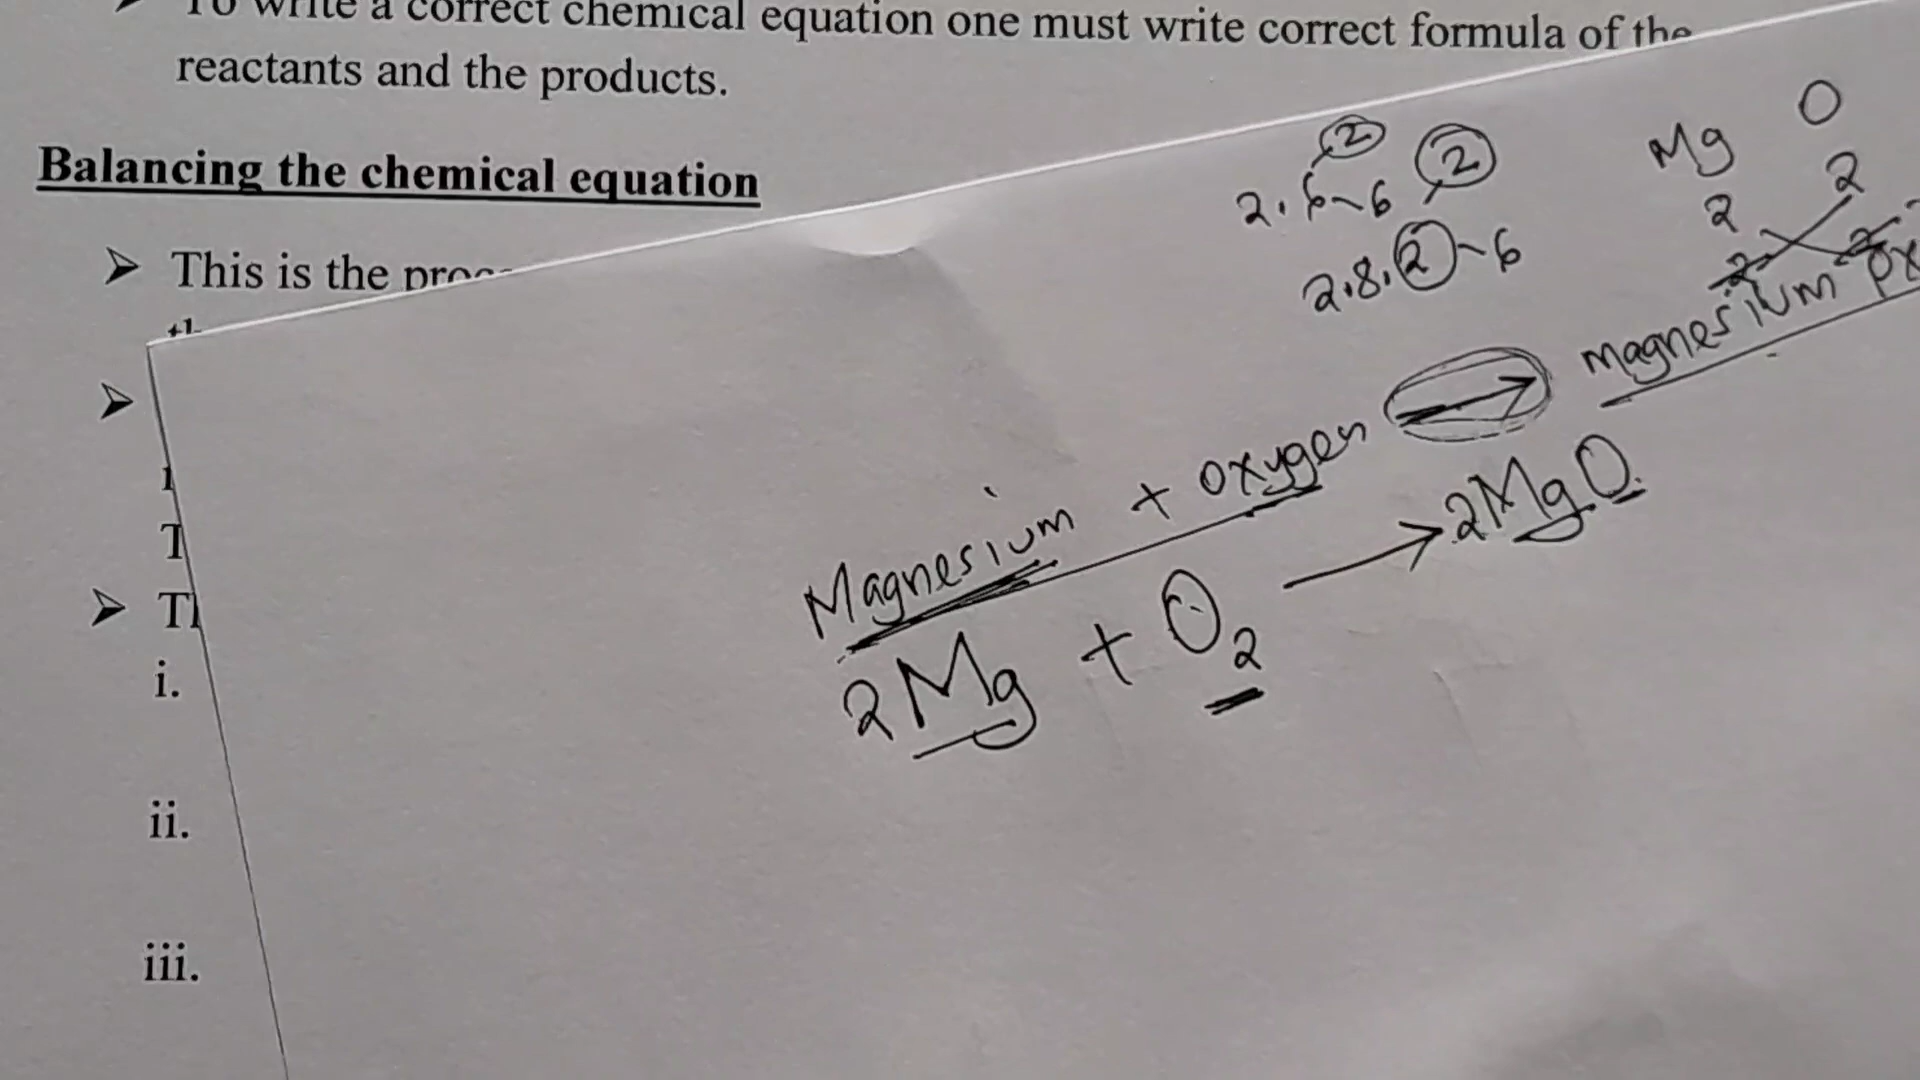 To write a correct chemical equation one must write correct formula of the
reactants and the products.
Balancing the chemical equation
This is the
i.
ii.
iii.
2
2
2.6~6
2.8.2~6
Mg O
2 2
Magnesium + oxygen → magnesium
2Mg + O₂ → 2MgO